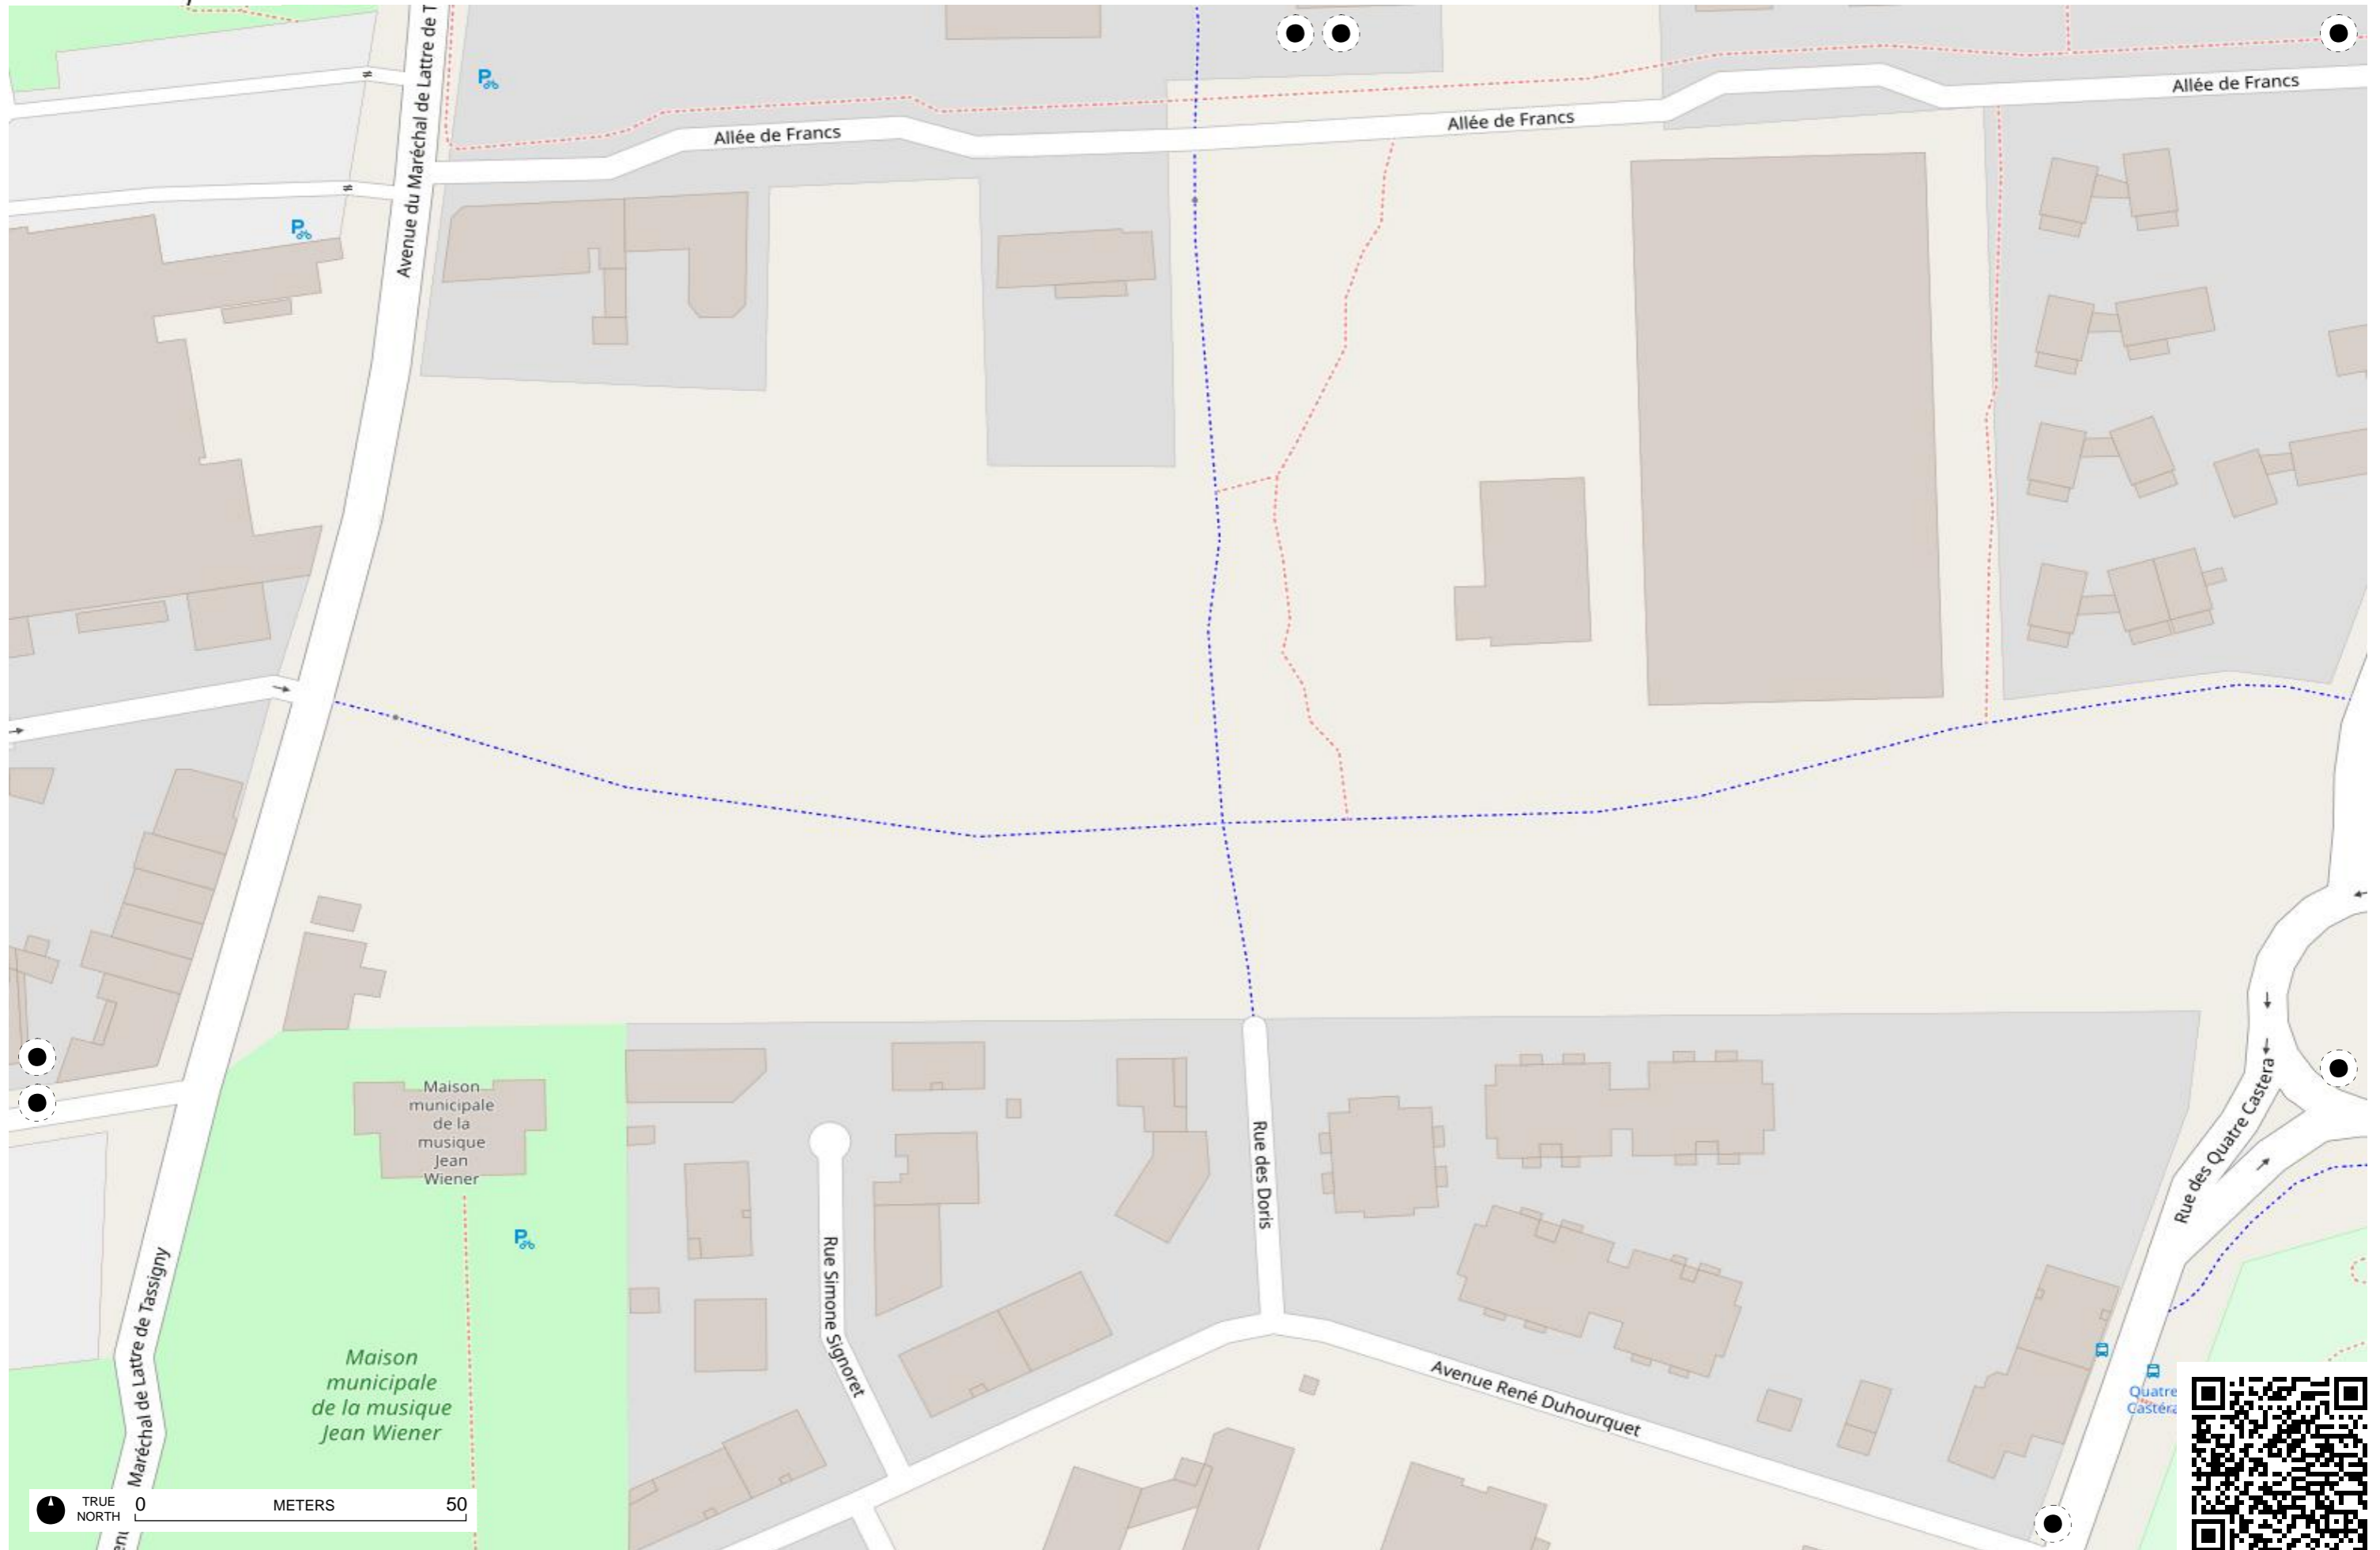 Avenue du Maréchal de Lattre de T
Allée de Francs
Allée de Francs
Allée de Francs
P
P
Maison
municipale
de la
musique
Jean
Wiener
P
Maison
municipale
de la musique
Jean Wiener
Rue Simone Signoret
Rue des Doris
Avenue René Duhourquet
Rue des Quatre Castera
Quatre
Maréchal de Lattre de Tassigny
TRUE
NORTH
0 METERS 50